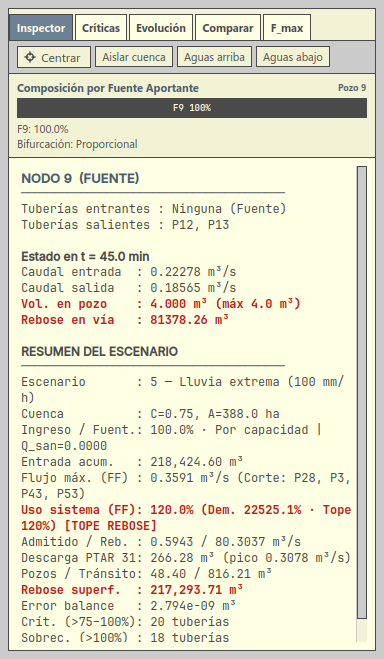 Inspector Críticas Evolución Comparar F_max
Centrar Aislar cuenca Aguas arriba Aguas abajo
Composición por Fuente Aportante Pozo 9
F9 100%
F9: 100.0%
Bifurcación: Proporcional
NODO 9 (FUENTE)
Tuberías entrantes : Ninguna (Fuente)
Tuberías salientes : P12, P13
Estado en t = 45.0 min
Caudal entrada : 0.22278 m³/s
Caudal salida : 0.18565 m³/s
Vol. en pozo : 4.000 m³ (máx 4.0 m³)
Rebose en vía : 81378.26 m³
RESUMEN DEL ESCENARIO
Escenario : 5 — Lluvia extrema (100 mm/
h)
Cuenca : C=0.75, A=388.0 ha
Ingreso / Fuent.: 100.0% · Por capacidad |
Q_san=0.0000
Entrada acum. : 218,424.60 m³
Flujo máx. (FF) : 0.3591 m³/s (Corte: P28, P3,
P43, P53)
Uso sistema (FF): 120.0% (Dem. 22525.1% · Tope
120%) [TOPE REBOSE]
Admitido / Reb. : 0.5943 / 80.3037 m³/s
Descarga PTAR 31: 266.28 m³ (pico 0.3078 m³/s)
Pozos / Tránsito: 48.40 / 816.21 m³
Rebose superf. : 217,293.71 m³
Error balance : 2.794e-09 m³
Crít. (>75-100%): 20 tuberías
Sobrec. (>100%) : 18 tuberías